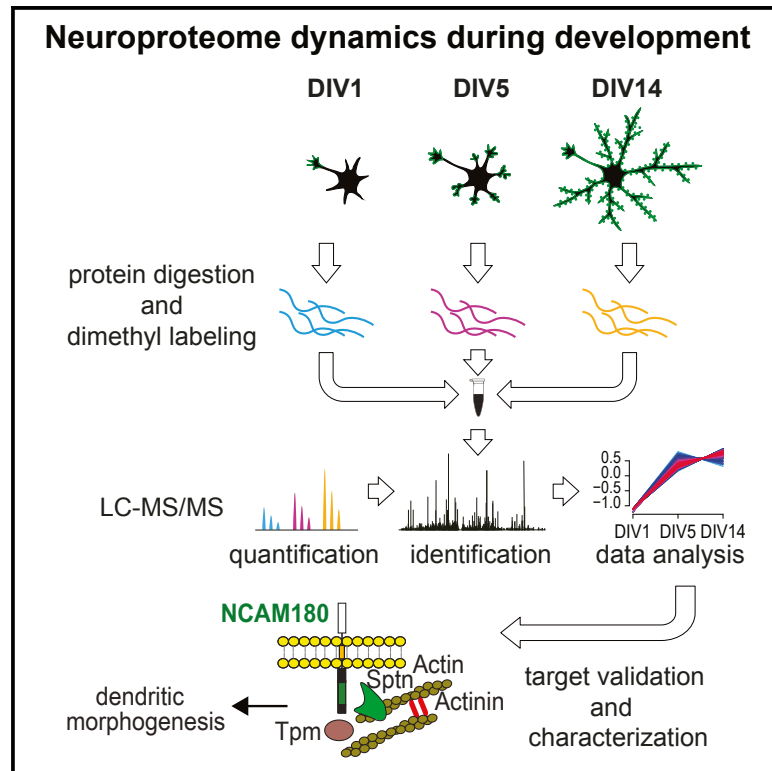 Neuroproteome dynamics during development
DIV1 DIV5 DIV14
protein digestion
and
dimethyl labeling
LC-MS/MS
quantification
identification
0.5
0.0
−0.5
−1.0
DIV1 DIV5 DIV14
data analysis
NCAM180
Sptn
Actin
Actinin
Tpm
dendritic
morphogenesis
target validation
and
characterization